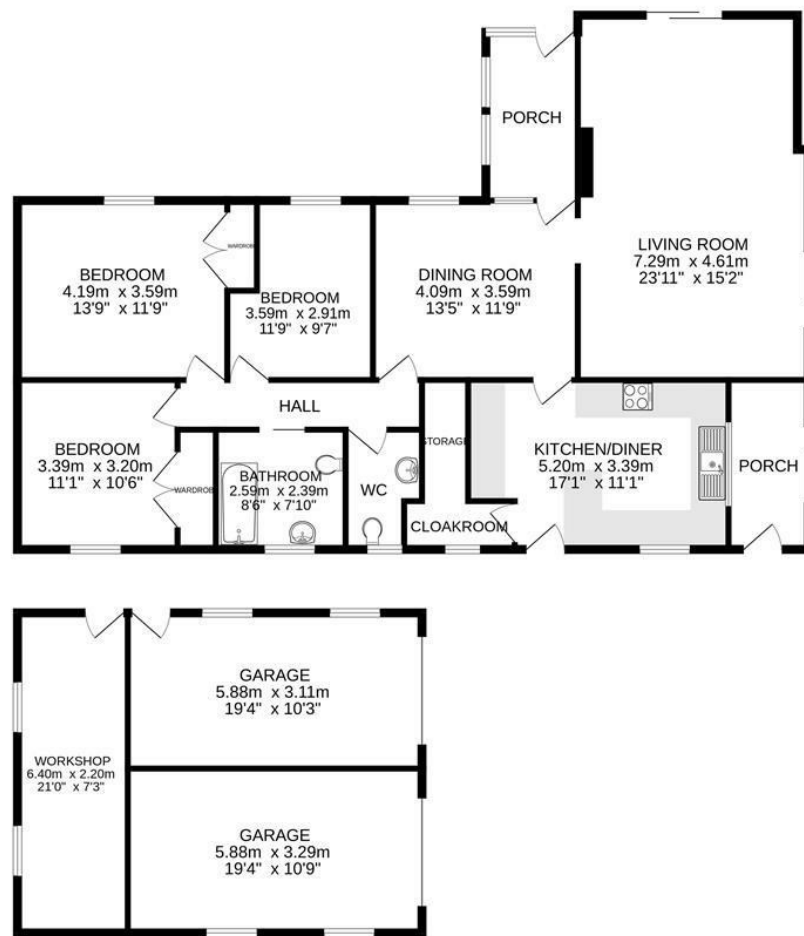 PORCH
LIVING ROOM
7.29m x 4.61m
23'11" x 15'2"
BEDROOM
4.19m x 3.59m
13'9" x 11'9"
WARDROB
BEDROOM
3.59m x 2.91m
11'9" x 9'7"
DINING ROOM
4.09m x 3.59m
13'5" x 11'9"
HALL
BEDROOM
3.39m x 3.20m
11'1" x 10'6"
WARDROB
BATHROOM
2.59m x 2.39m
8'6" x 7'10"
WC
STORAGE
CLOAKROOM
KITCHEN/DINER
5.20m x 3.39m
17'1" x 11'1"
PORCH
WORKSHOP
6.40m x 2.20m
21'0" x 7'3"
GARAGE
5.88m x 3.11m
19'4" x 10'3"
GARAGE
5.88m x 3.29m
19'4" x 10'9"